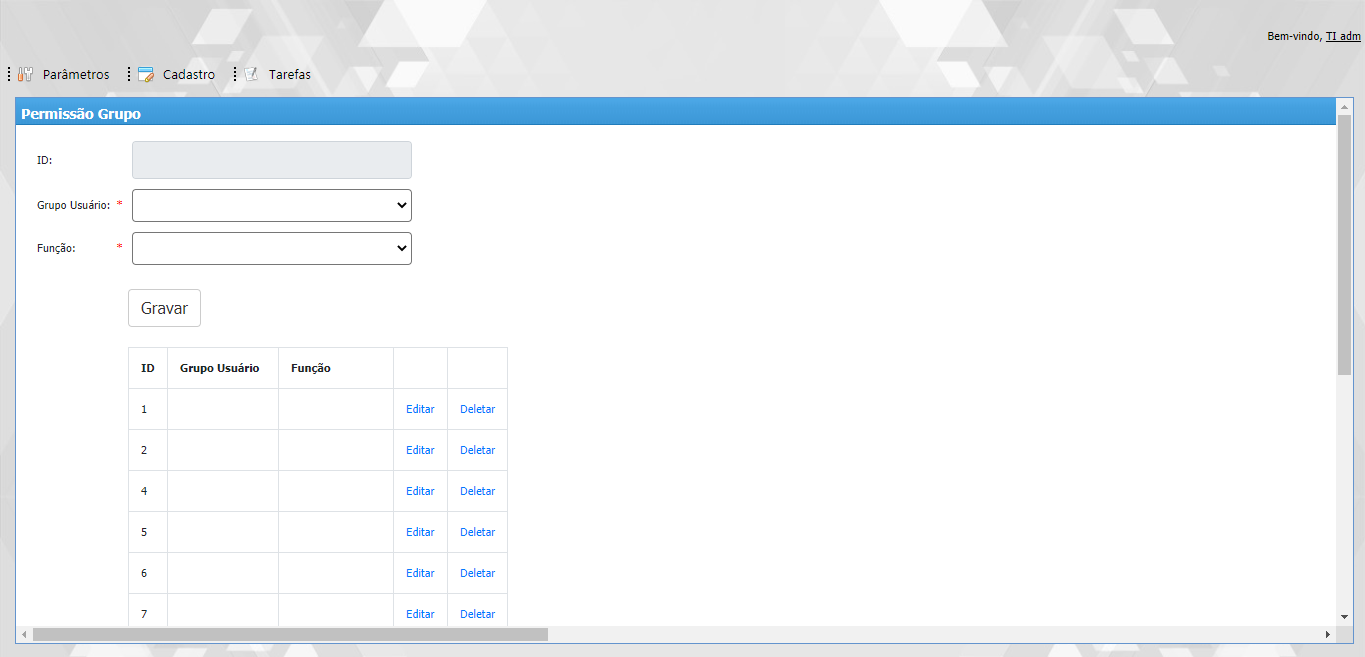 Bem-vindo, TI adm
Parâmetros Cadastro Tarefas
Permissão Grupo
ID:
Grupo Usuário: *
Função: *
Gravar
ID Grupo Usuário Função
1 Editar Deletar
2 Editar Deletar
4 Editar Deletar
5 Editar Deletar
6 Editar Deletar
7 Editar Deletar